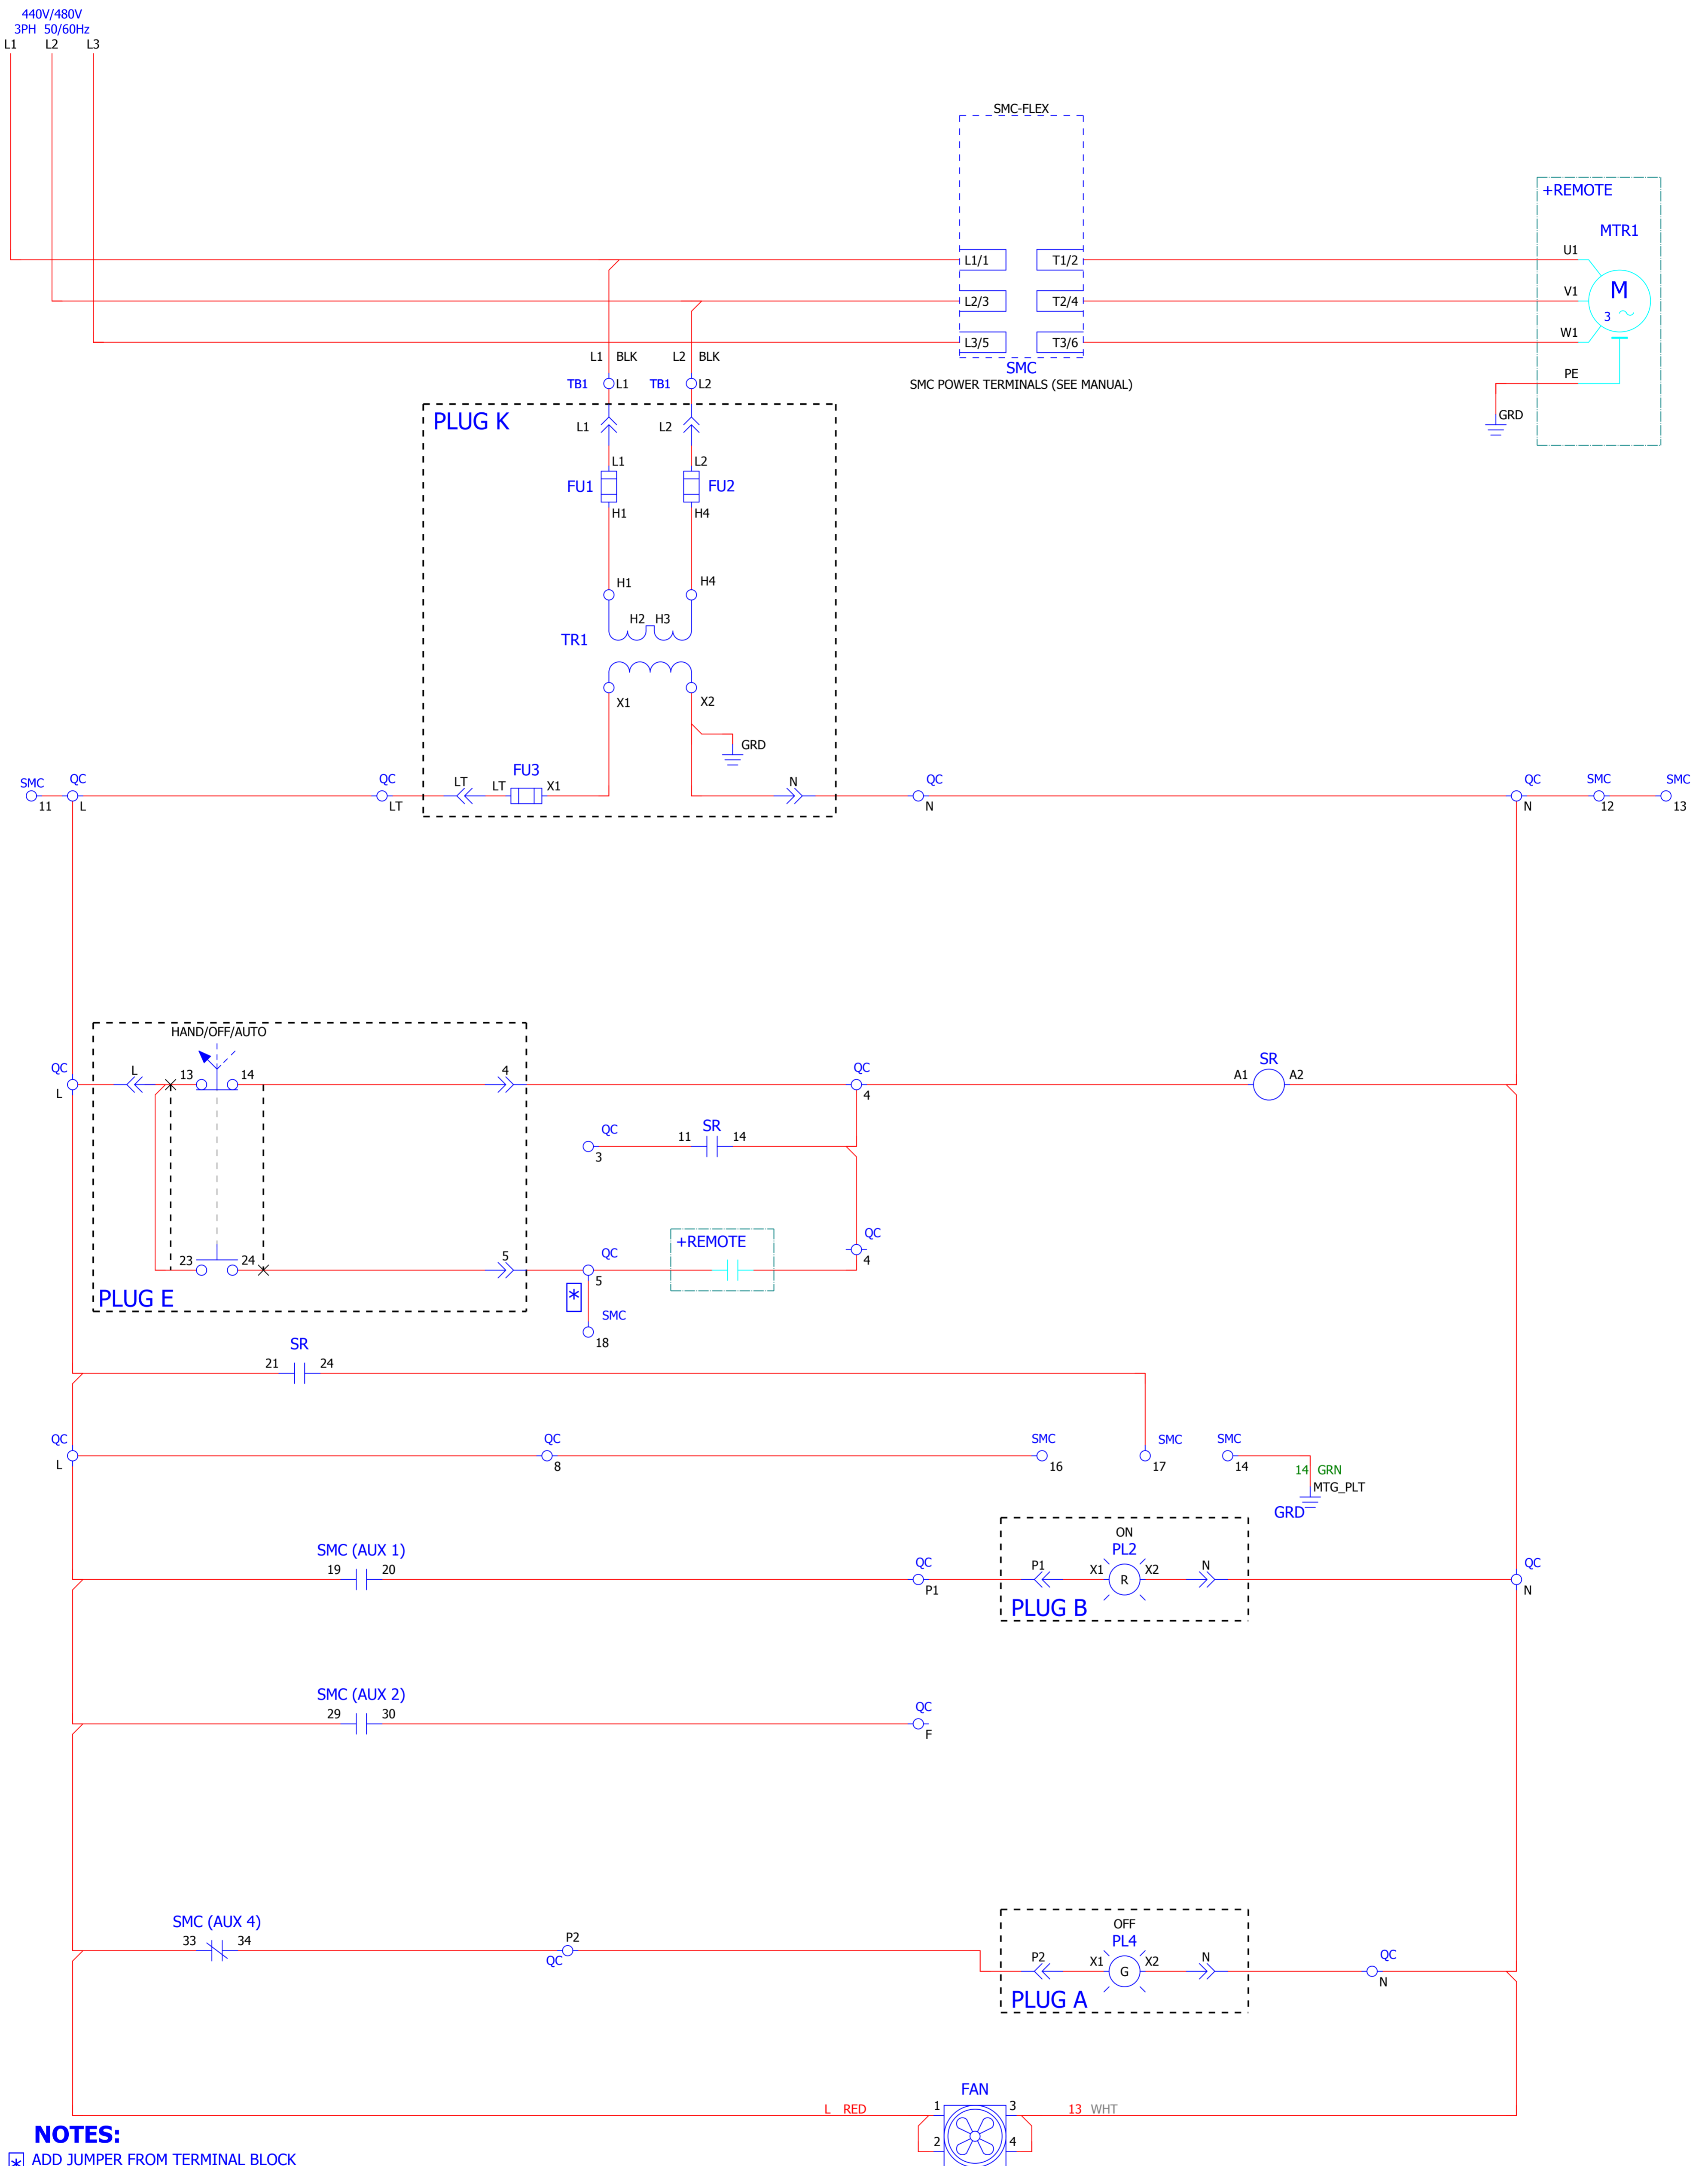 440V/480V
3PH 50/60Hz
L1 L2 L3
SMC-FLEX
+REMOTE
MTR1
L1/1 T1/2 U1
L2/3 T2/4 V1
M
3
L3/5 T3/6 W1
SMC
SMC POWER TERMINALS (SEE MANUAL)
PE
GRD
L1 BLK L2 BLK
TB1 L1 TB1 L2
PLUG K
L1 L2
L1 L2
FU1 FU2
H1 H4
H1 H4
H2 H3
TR1
X1 X2
GRD
SMC QC QC LT LT FU3 X1 N QC QC SMC SMC
11 L LT N N 12 13
HAND/OFF/AUTO
QC L 13 14 4 QC A1 SR A2
L 4
QC 11 SR 14
3
+REMOTE
23 24 5 QC QC
5 4
PLUG E
*
SMC
18
SR
21 24
QC QC SMC SMC SMC
L 8 16 17 14
14 GRN
MTG_PLT
GRD
ON
SMC (AUX 1) PL2
19 20 QC P1 X1 R X2 N QC
P1 N
PLUG B
SMC (AUX 2)
29 30 QC
F
OFF
SMC (AUX 4) PL4
33 34 P2 P2 X1 G X2 N QC
QC N
PLUG A
FAN
L RED 1 3 13 WHT
2 4
NOTES:
* ADD JUMPER FROM TERMINAL BLOCK